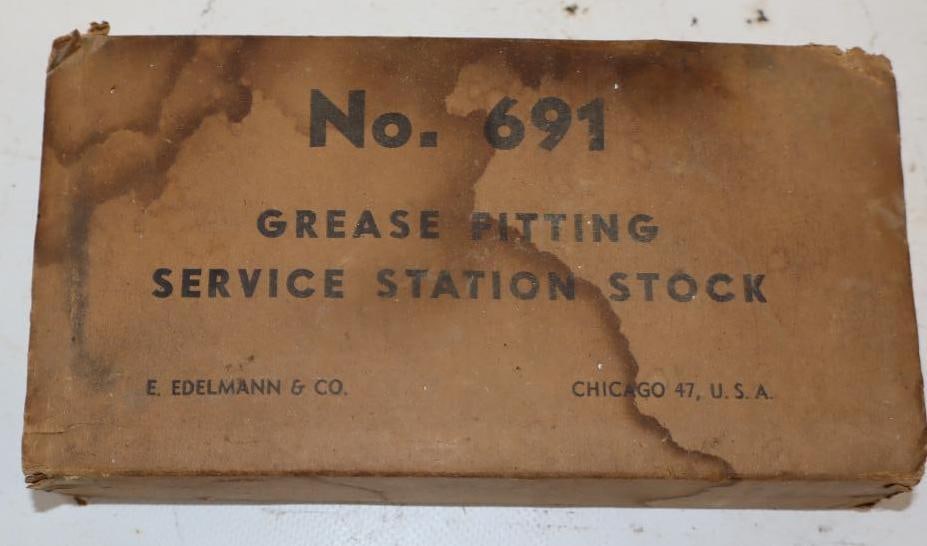 No. 691
GREASE FITTING
SERVICE STATION STOCK
E. EDELMANN & CO. CHICAGO 47, U. S. A.